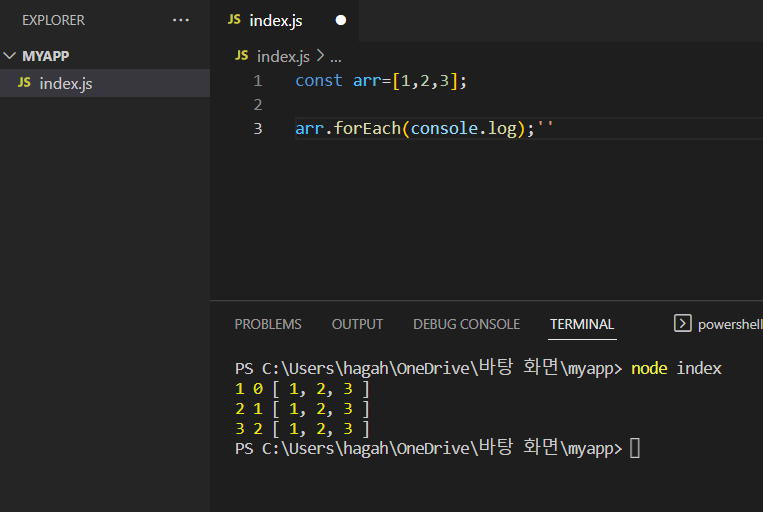 EXPLORER ···
MYAPP
JS index.js
JS index.js
JS index.js > ...
1 const arr=[1,2,3];
2
3 arr.forEach(console.log);''
PROBLEMS OUTPUT DEBUG CONSOLE TERMINAL powershell
PS C:\Users\hagah\OneDrive\바탕 화면\myapp> node index
1 0 [ 1, 2, 3 ]
2 1 [ 1, 2, 3 ]
3 2 [ 1, 2, 3 ]
PS C:\Users\hagah\OneDrive\바탕 화면\myapp>